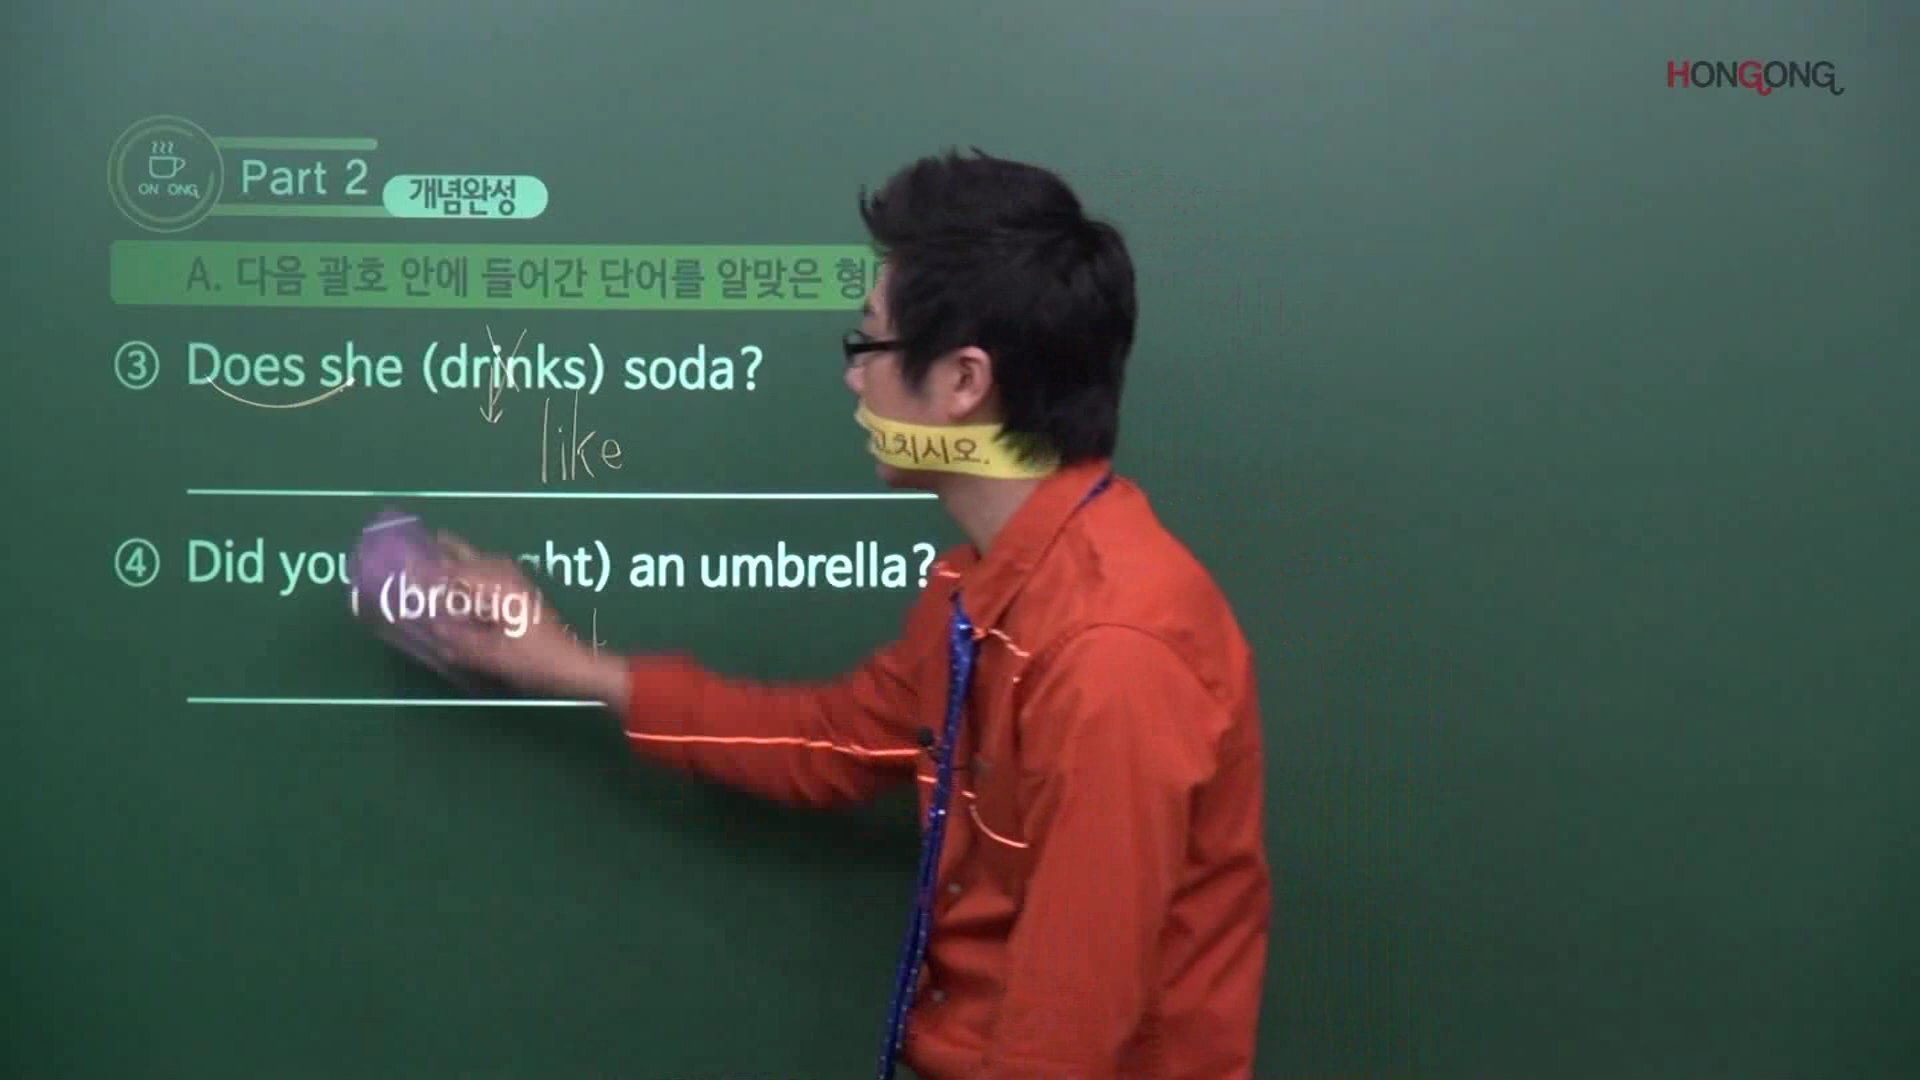 HONGONG
ON ONG
Part 2
개념완성
A. 다음 괄호 안에 들어간 단어를 알맞은 형
고치시오.
③ Does she (drinks) soda?
like
④ Did you (brought) an umbrella?